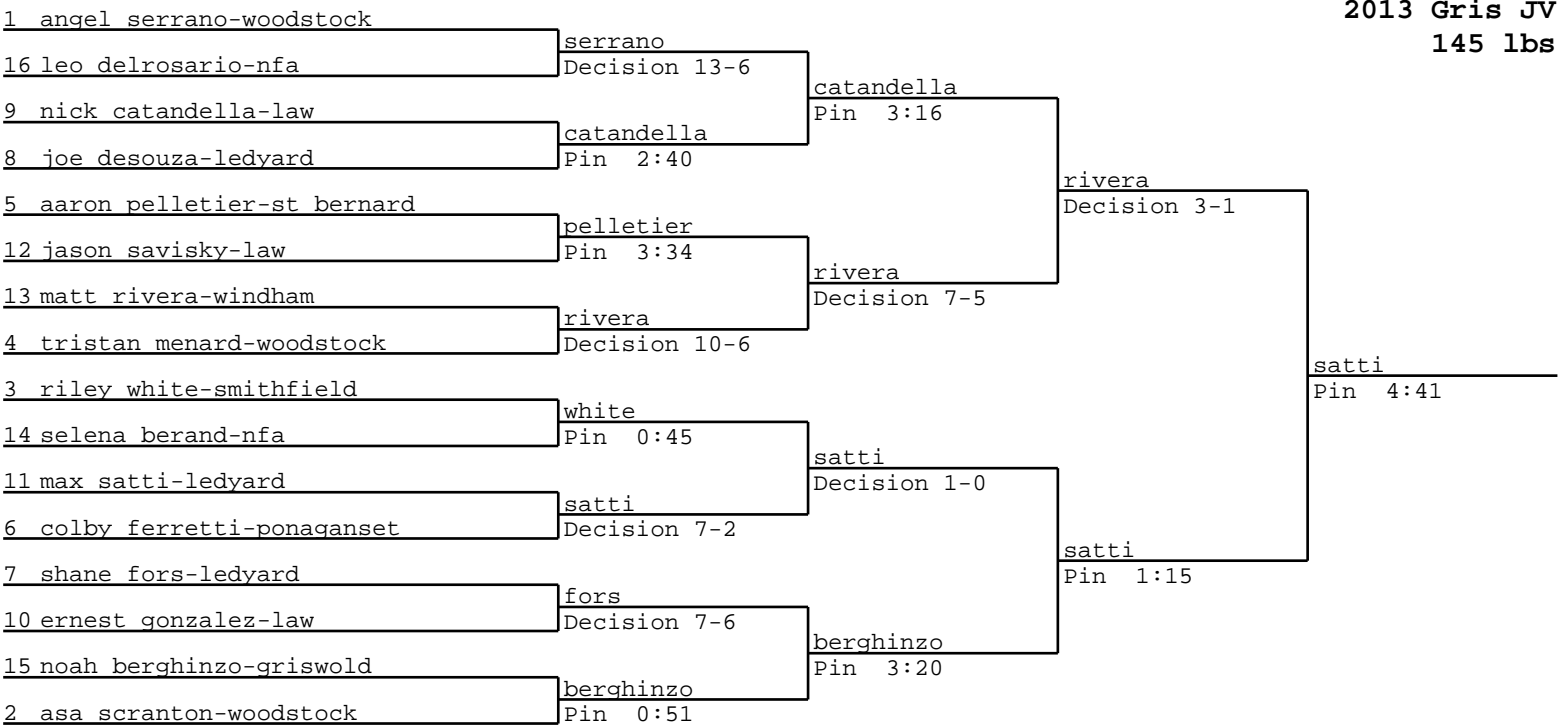 2013 Gris JV
145 lbs
1 angel serrano-woodstock
16 leo delrosario-nfa
9 nick catandella-law
8 joe desouza-ledyard
5 aaron pelletier-st bernard
12 jason savisky-law
13 matt rivera-windham
4 tristan menard-woodstock
3 riley white-smithfield
14 selena berand-nfa
11 max satti-ledyard
6 colby ferretti-ponaganset
7 shane fors-ledyard
10 ernest gonzalez-law
15 noah berghinzo-griswold
2 asa scranton-woodstock
serrano
Decision 13-6
catandella
Pin 2:40
pelletier
Pin 3:34
rivera
Decision 10-6
white
Pin 0:45
satti
Decision 7-2
fors
Decision 7-6
berghinzo
Pin 0:51
catandella
Pin 3:16
rivera
Decision 7-5
satti
Decision 1-0
berghinzo
Pin 3:20
rivera
Decision 3-1
satti
Pin 1:15
satti
Pin 4:41